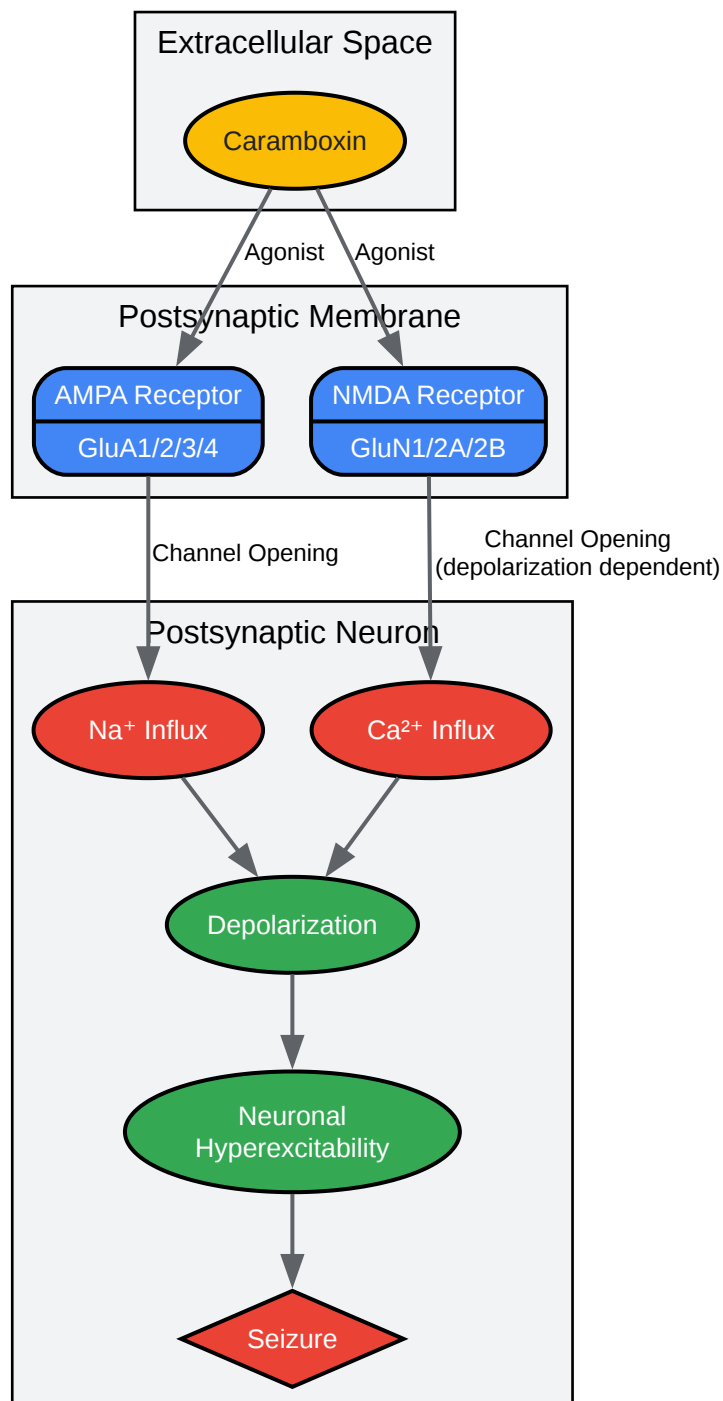 Extracellular Space
Caramboxin
Agonist
Agonist
Postsynaptic Membrane
AMPA Receptor
GluA1/2/3/4
NMDA Receptor
GluN1/2A/2B
Channel Opening
Channel Opening
(depolarization dependent)
Postsynaptic Neuron
Na⁺ Influx
Ca²⁺ Influx
Depolarization
Neuronal
Hyperexcitability
Seizure